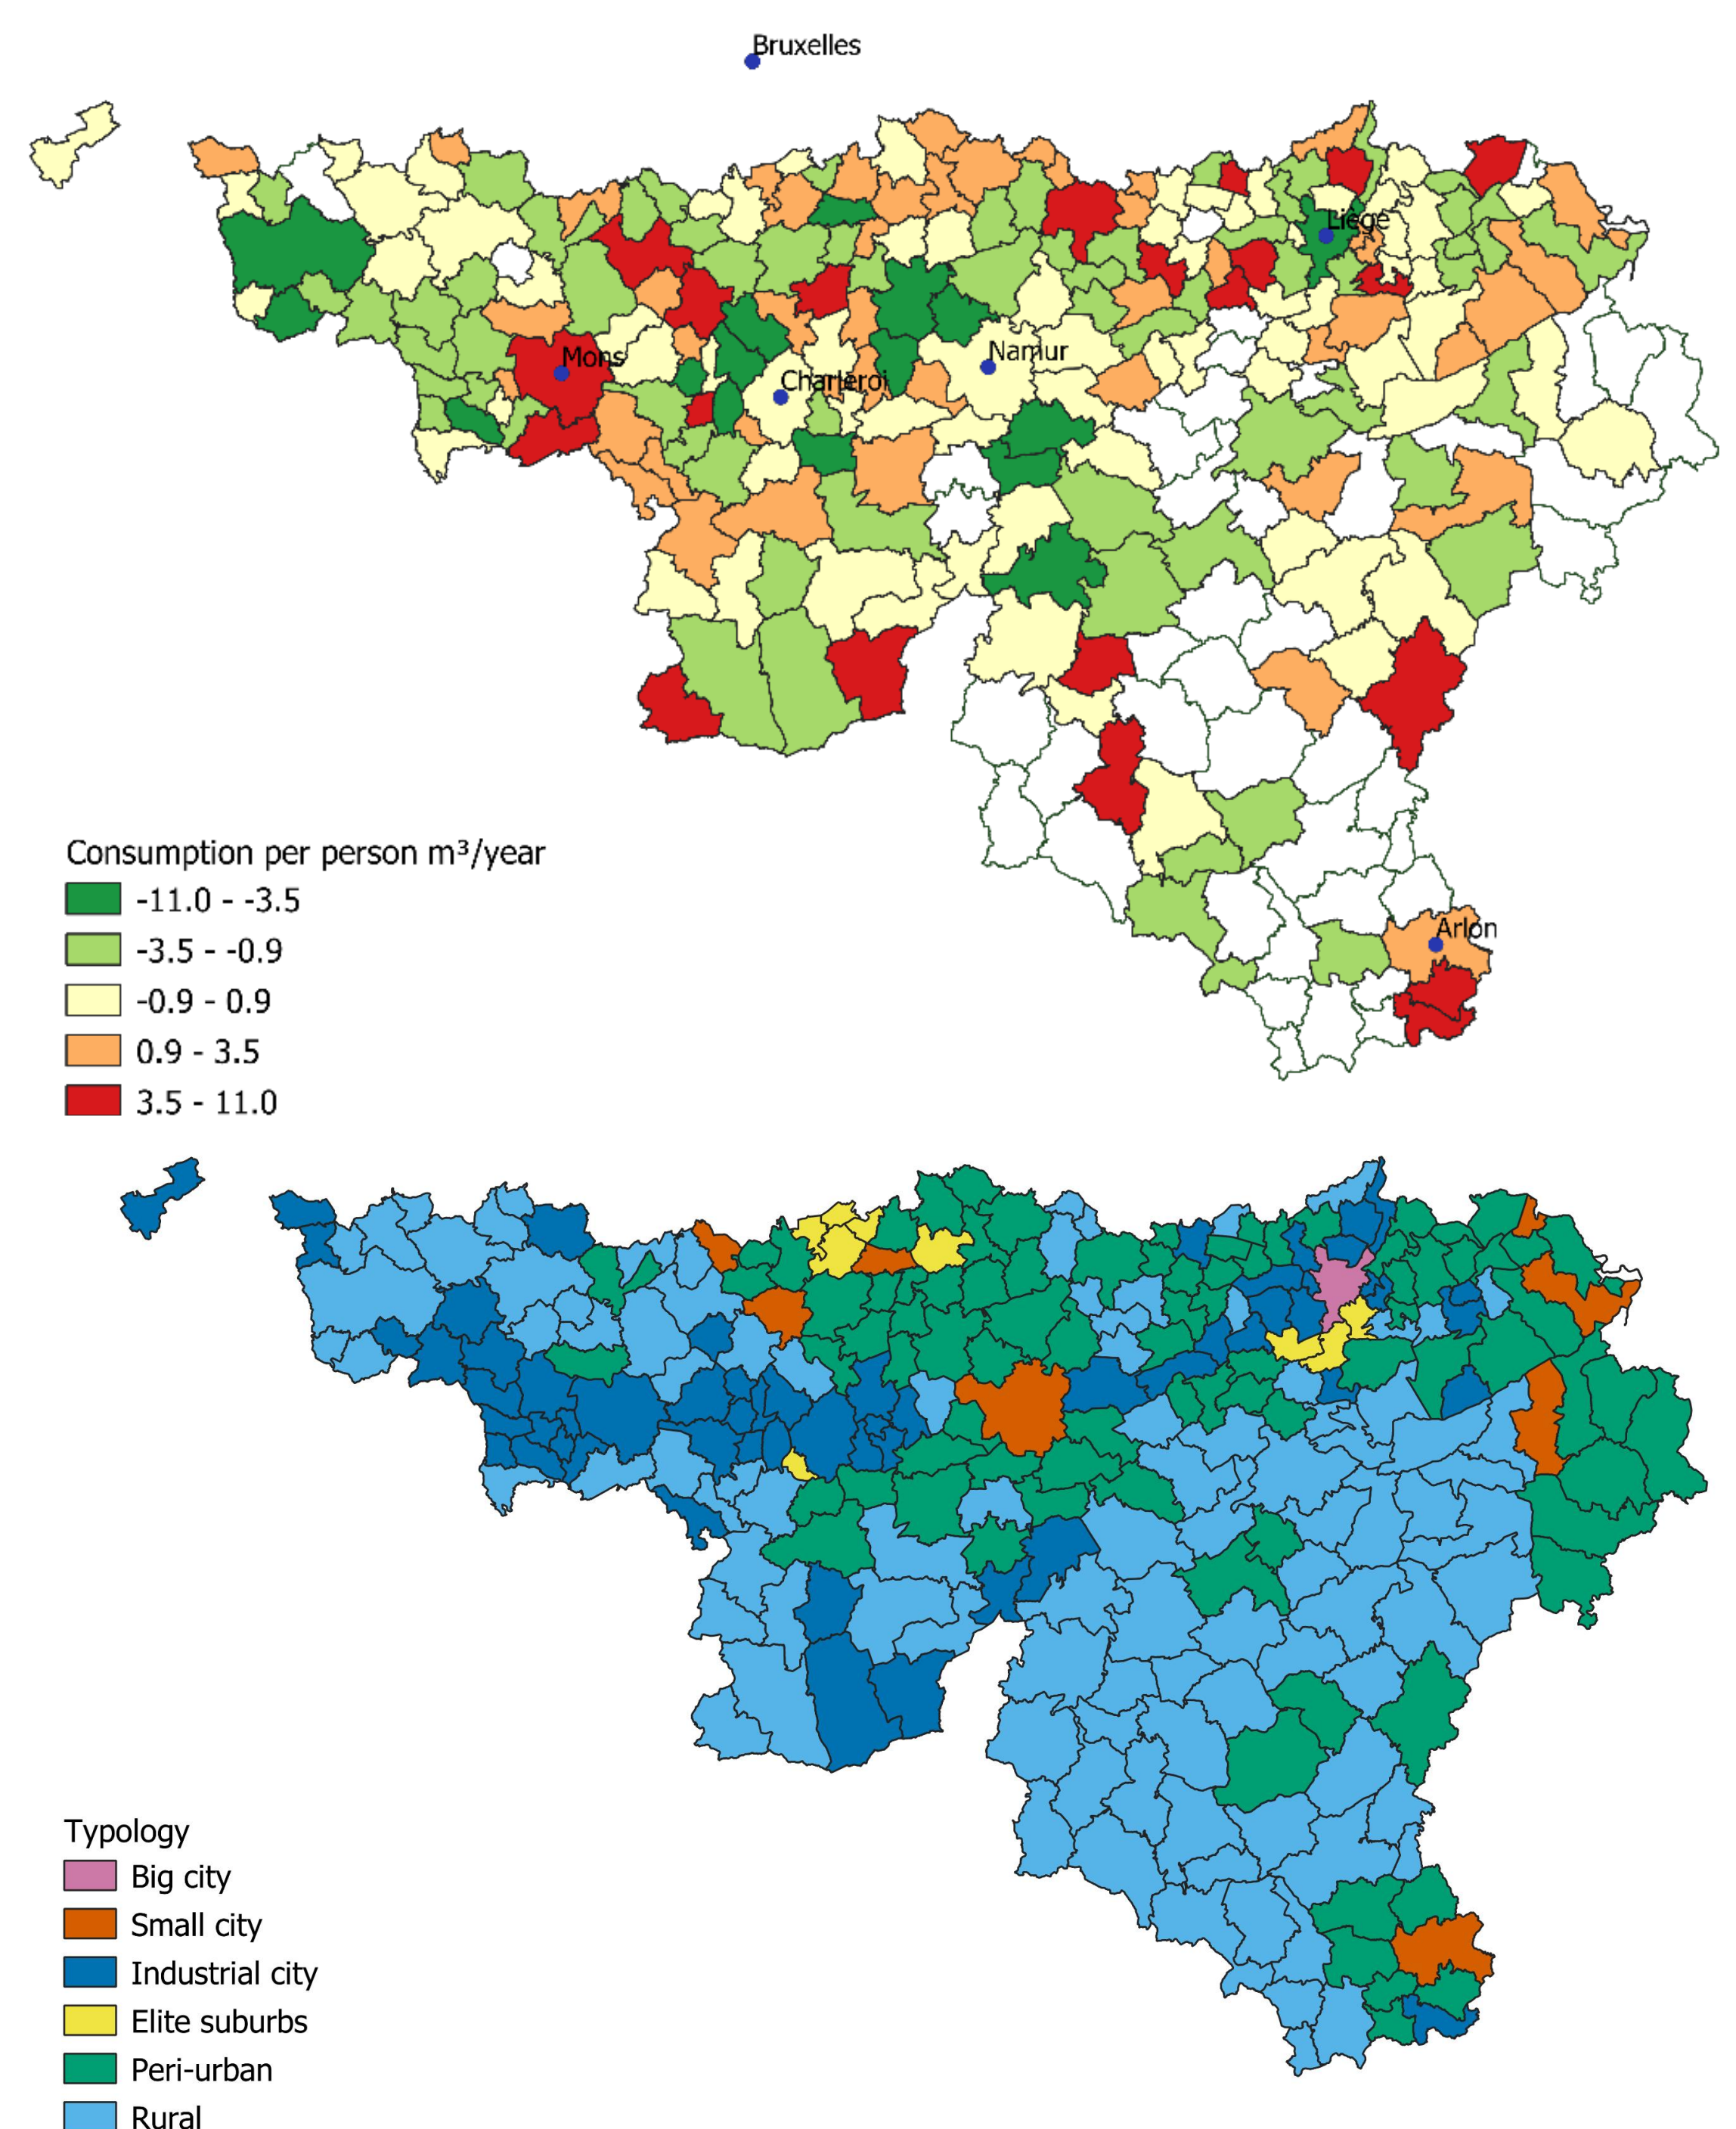 Bruxelles
Liège
Mons
Namur
Charleroi
Consumption per person m³/year
-11.0 - -3.5
-3.5 - -0.9
-0.9 - 0.9
0.9 - 3.5
3.5 - 11.0
Arlon
Typology
Big city
Small city
Industrial city
Elite suburbs
Peri-urban
Rural